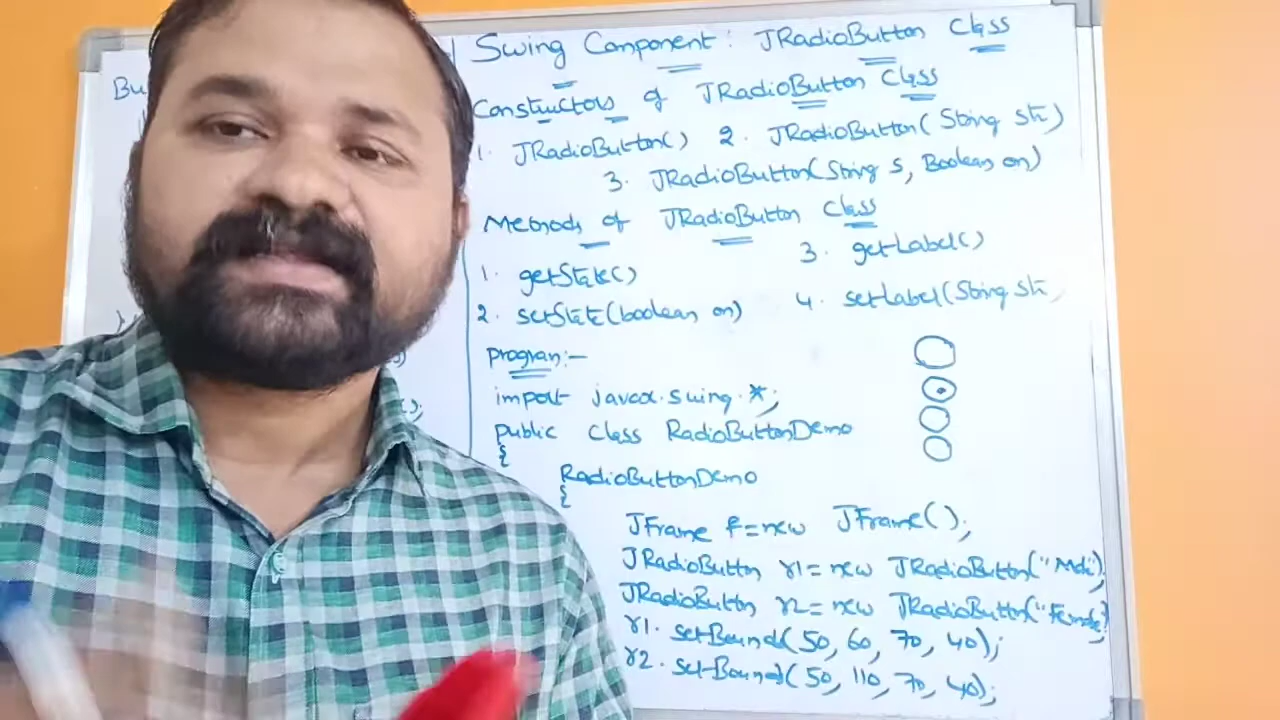 Bu
Swing Component: JRadioButton Class
Constructors of JRadioButton Class
1. JRadioButton() 2. JRadioButton( String str)
3. JRadioButton(String s, Boolean on)
Methods of JRadioButton Class
1. getState() 3. getLabel()
2. setState(boolean on) 4. setLabel(String str
program:-
import javax.swing.*;
public class RadioButtonDemo
{
RadioButtonDemo
{
JFrame f=new JFrame();
JRadioButton r1=new JRadioButton("Male");
JRadioButton r2=new JRadioButton("Female")
r1. setBounds(50, 60, 70, 40);
r2. setBounds(50, 110, 70, 40);